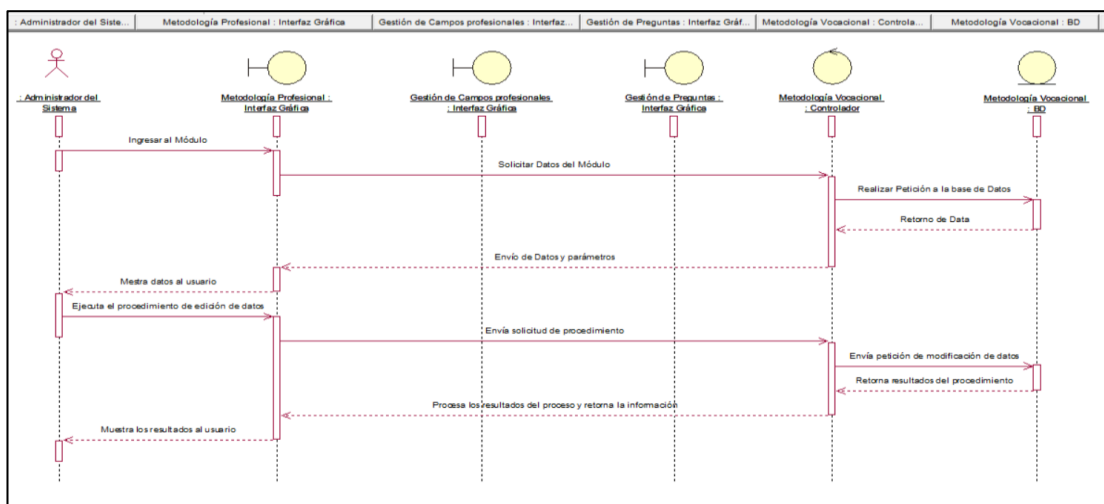 : Administrador del Siste...
Metodología Profesional : Interfaz Gráfica
Gestión de Campos profesionales : Interfaz...
Gestión de Preguntas : Interfaz Gráf...
Metodología Vocacional : Controla...
Metodología Vocacional : BD
: Administrador del
Sistema
Metodología Profesional :
Interfaz Gráfica
Gestión de Campos profesionales
: Interfaz Gráfica
Gestión de Preguntas :
Interfaz Gráfica
Metodología Vocacional
: Controlador
Metodología Vocacional
: BD
Ingresar al Módulo
Solicitar Datos del Módulo
Realizar Petición a la base de Datos
Retorno de Data
Envío de Datos y parámetros
Mestra datos al usuario
Ejecuta el procedimiento de edición de datos
Envía solicitud de procedimiento
Envía petición de modificación de datos
Retorna resultados del procedimiento
Procesa los resultados del proceso y retorna la información
Muestra los resultados al usuario